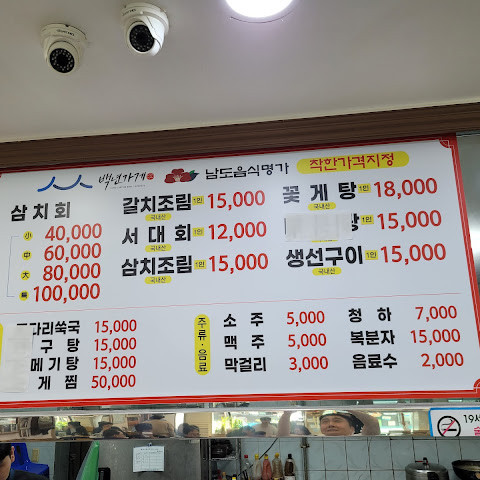 백년가게 남도음식명가 착한가격지정
삼치회
小 40,000
中 60,000
大 80,000
特 100,000
갈치조림 1인 15,000
국내산
서대회 1인 12,000
국내산
삼치조림 1인 15,000
국내산
꽃게탕 1인 18,000
국내산
탕 1인 15,000
생선구이 1인 15,000
국내산
다리쑥국 15,000
구탕 15,000
메기탕 15,000
게찜 50,000
주류·음료
소주 5,000
맥주 5,000
막걸리 3,000
청하 7,000
복분자 15,000
음료수 2,000
19세